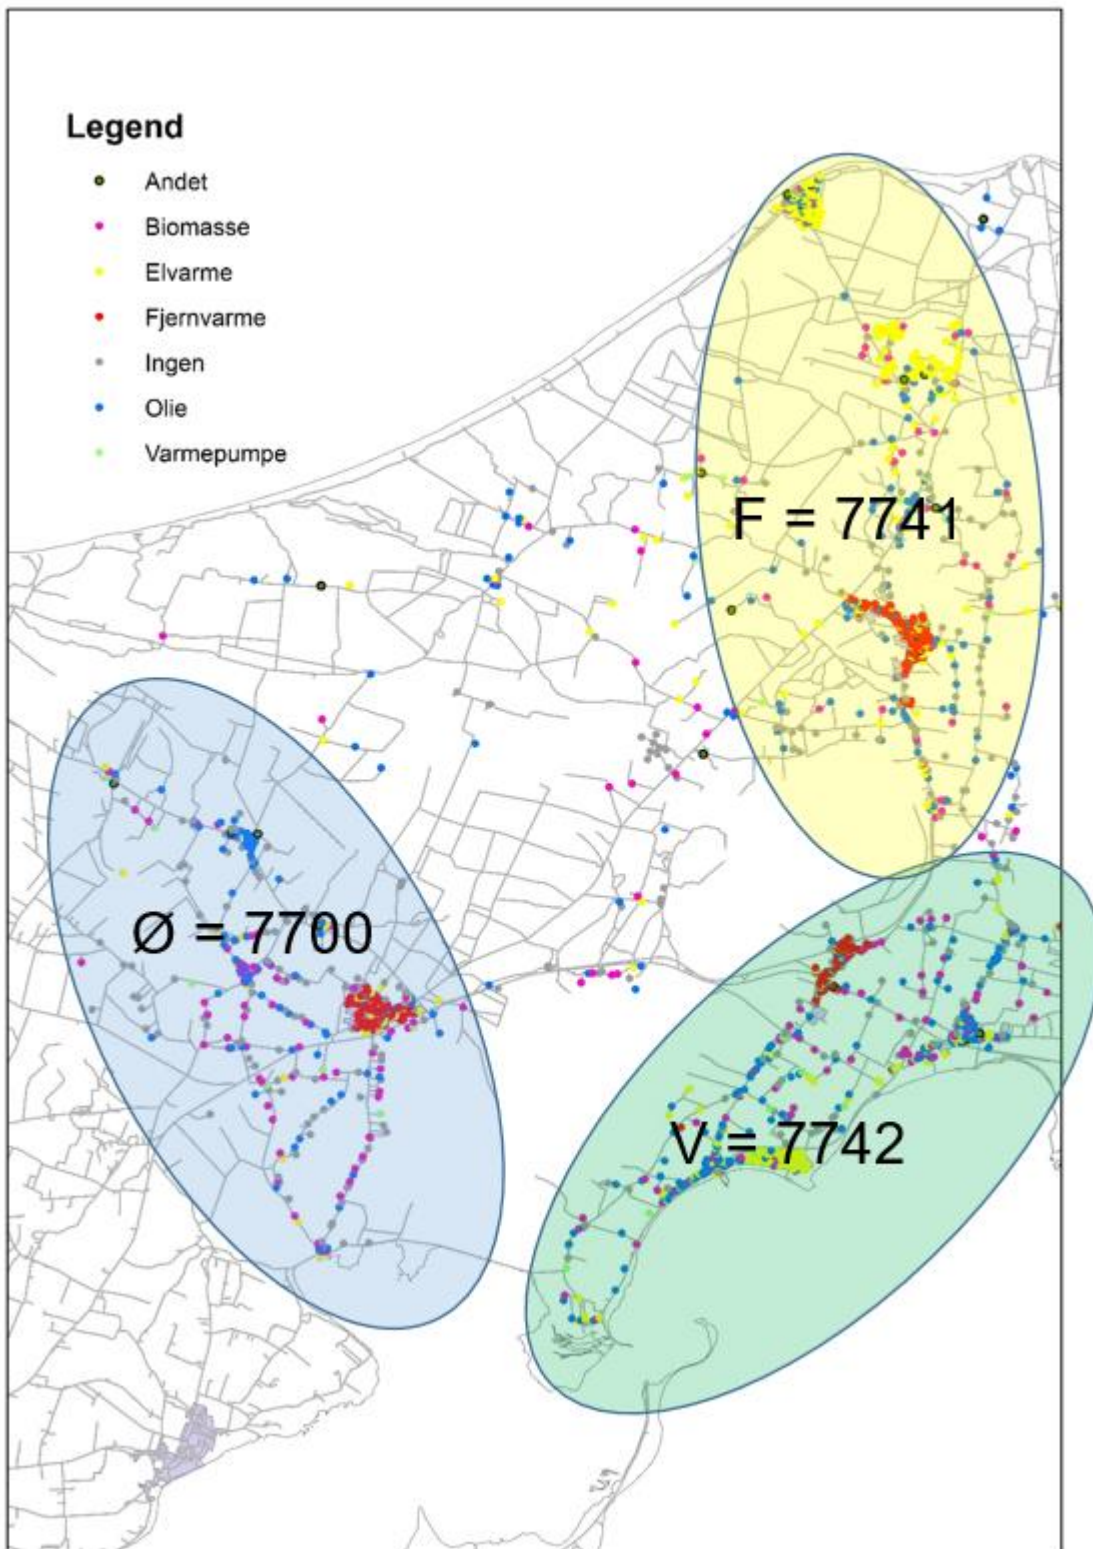 Legend
Andet
Biomasse
Elvarme
Fjernvarme
Ingen
Olie
Varmepumpe
F = 7741
Ø = 7700
V = 7742